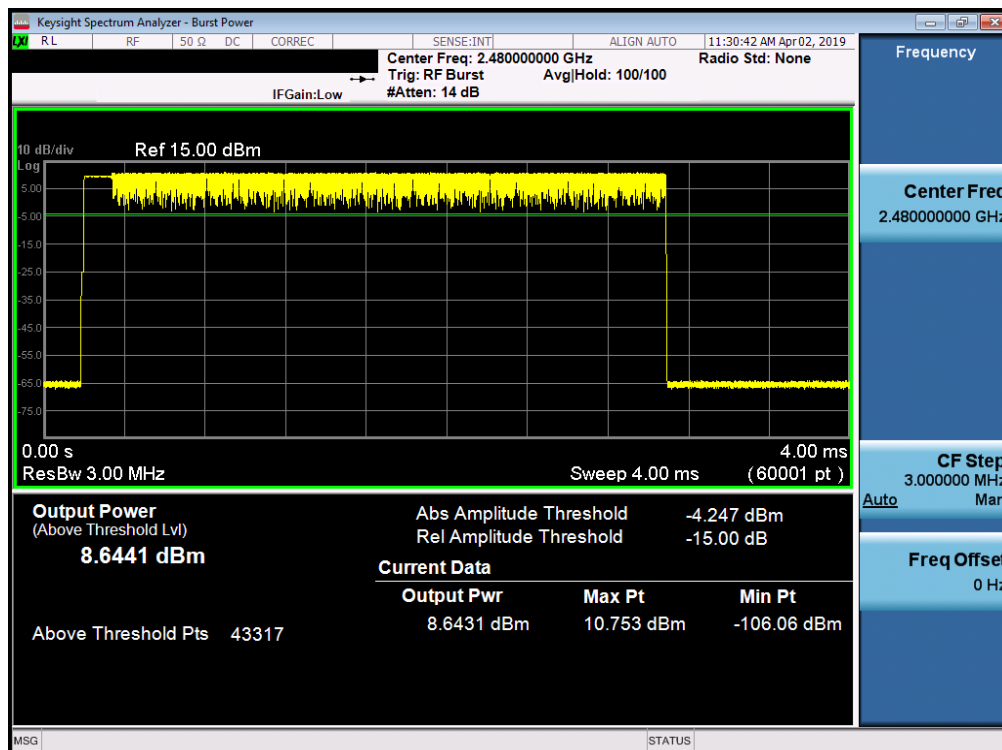 Keysight Spectrum Analyzer - Burst Power
LXI RL RF 50 Ω DC CORREC SENSE:INT ALIGN AUTO 11:30:42 AM Apr 02, 2019
Center Freq: 2.480000000 GHz Radio Std: None
Trig: RF Burst Avg|Hold: 100/100
IFGain:Low #Atten: 14 dB
Frequency
10 dB/div Ref 15.00 dBm
Log
5.00
-5.00
-15.0
-25.0
-35.0
-45.0
-55.0
-65.0
-75.0
0.00 s 4.00 ms
ResBw 3.00 MHz Sweep 4.00 ms (60001 pt)
Center Freq
2.480000000 GHz
CF Step
3.000000 MHz
Auto Man
Freq Offset
0 Hz
Output Power
(Above Threshold Lvl)
8.6441 dBm
Above Threshold Pts 43317
Abs Amplitude Threshold -4.247 dBm
Rel Amplitude Threshold -15.00 dB
Current Data
Output Pwr Max Pt Min Pt
8.6431 dBm 10.753 dBm -106.06 dBm
MSG STATUS